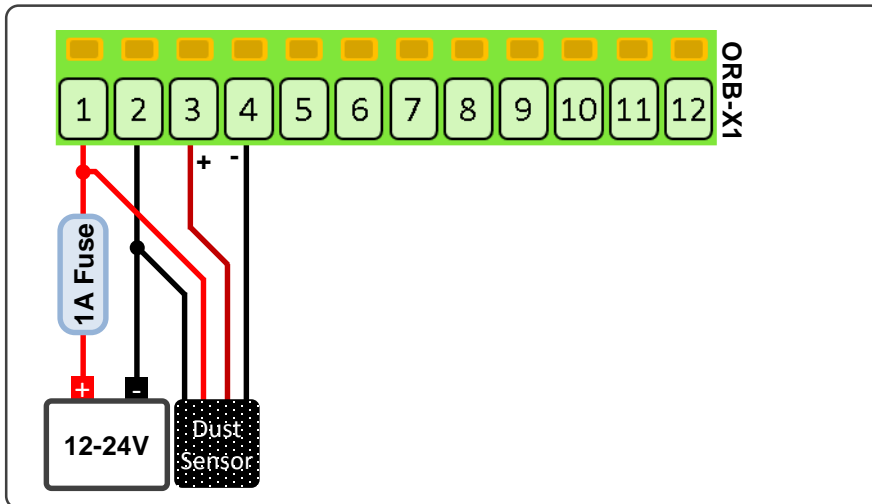 1 2 3 4 5 6 7 8 9 10 11 12
ORB-X1
+ -
1A Fuse
+ -
12-24V
Dust
Sensor